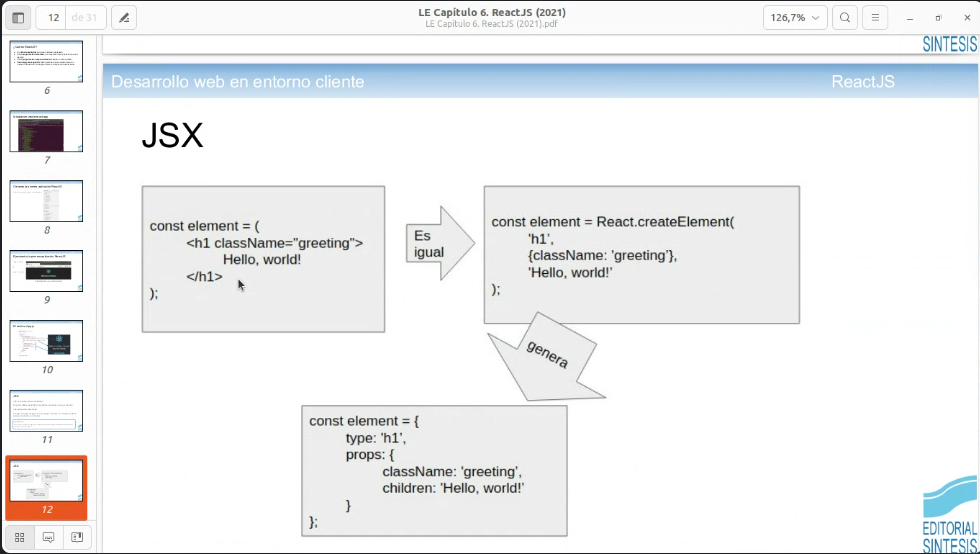 LE Capítulo 6. ReactJS (2021)
LE Capítulo 6. ReactJS (2021).pdf
12 de 31
126,7%
SINTESIS
Desarrollo web en entorno cliente
ReactJS
JSX
const element = (
<h1 className="greeting">
Hello, world!
</h1>
);
Es
igual
const element = React.createElement(
'h1',
{className: 'greeting'},
'Hello, world!'
);
genera
const element = {
type: 'h1',
props: {
className: 'greeting',
children: 'Hello, world!'
}
};
EDITORIAL
SINTESIS
6
7
8
9
10
11
12